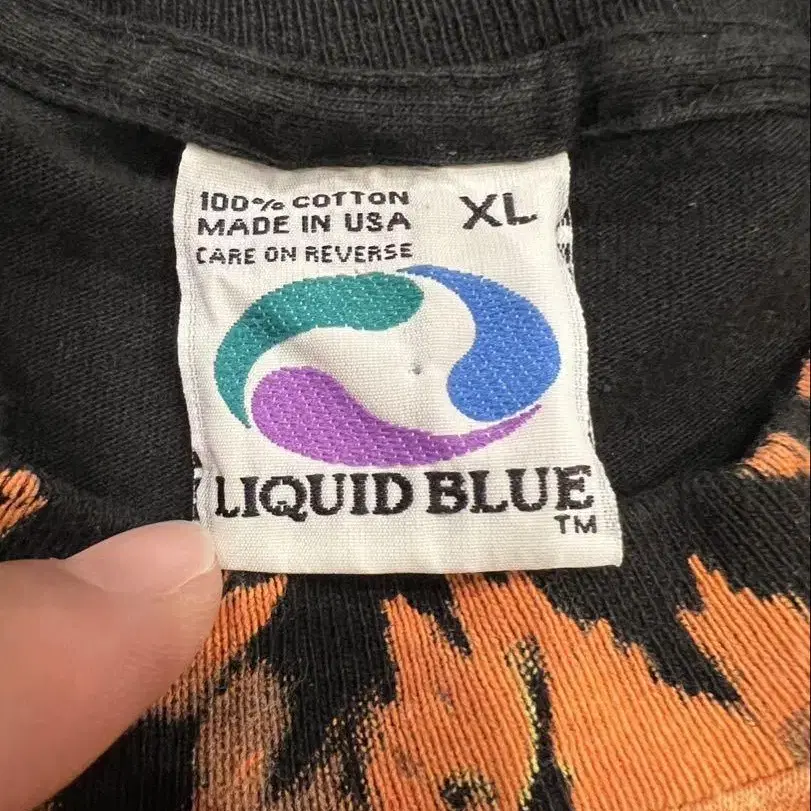 100% COTTON
MADE IN USA
CARE ON REVERSE
XL
LIQUID BLUE
TM